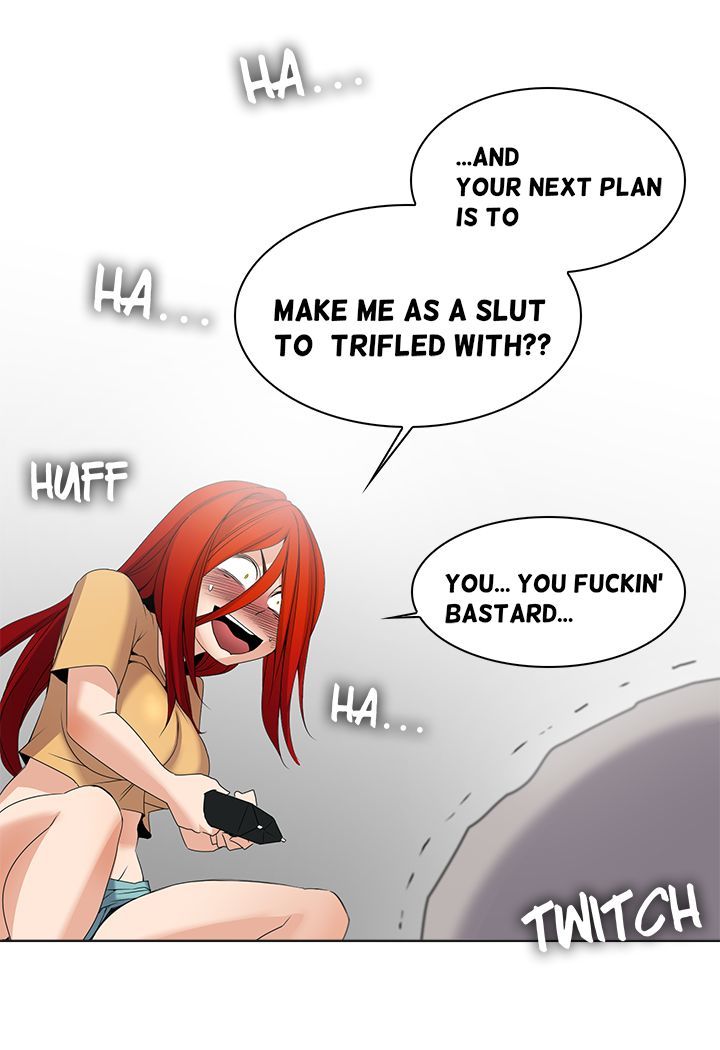 HA...
...AND
YOUR NEXT PLAN
IS TO
HA...
MAKE ME AS A SLUT
TO TRIFLED WITH??
HUFF
YOU... YOU FUCKIN'
BASTARD...
HA...
TWITCH